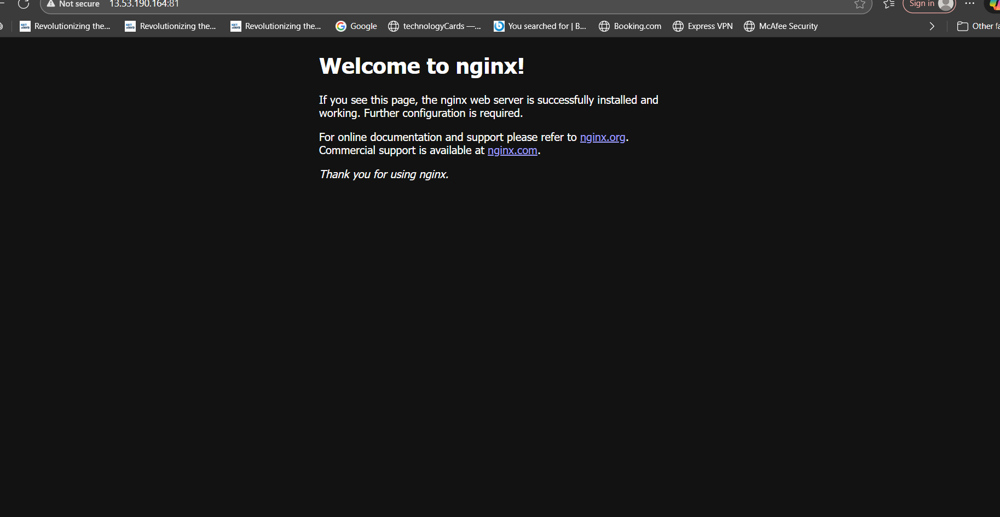 Not secure 13.53.190.164:81 Sign in
Revolutionizing the... Revolutionizing the... Revolutionizing the... Google technologyCards —... You searched for | B... Booking.com Express VPN McAfee Security Other fa
Welcome to nginx!
If you see this page, the nginx web server is successfully installed and
working. Further configuration is required.
For online documentation and support please refer to nginx.org.
Commercial support is available at nginx.com.
Thank you for using nginx.